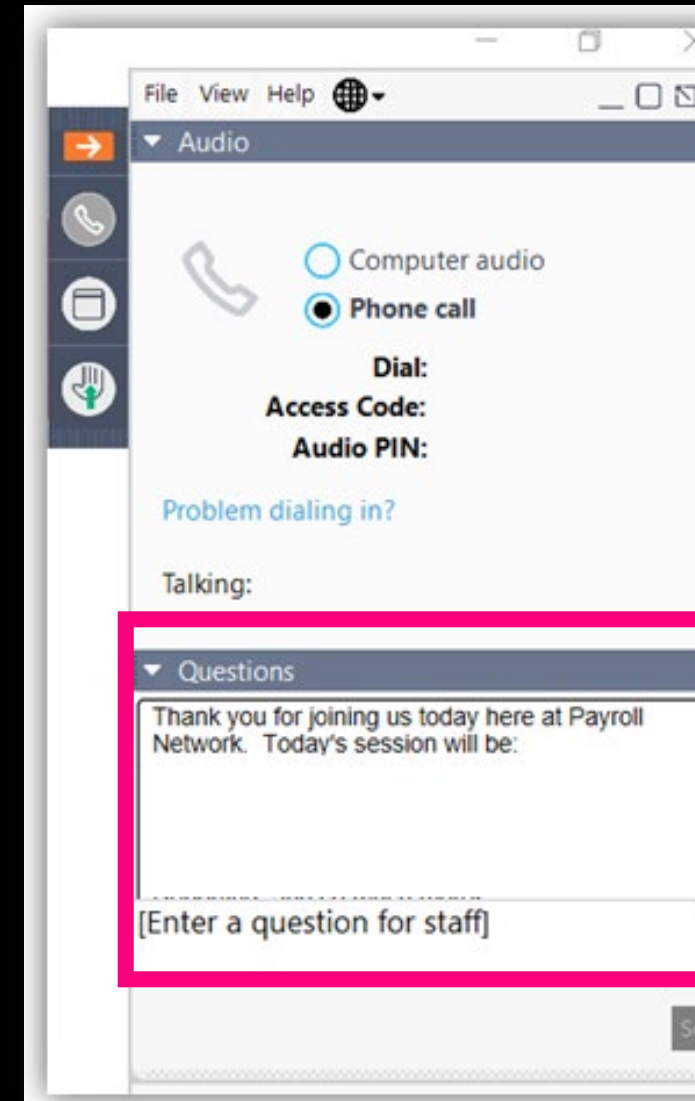 File View Help
Audio
Computer audio
Phone call
Dial:
Access Code:
Audio PIN:
Problem dialing in?
Talking:
Questions
Thank you for joining us today here at Payroll
Network. Today's session will be:
[Enter a question for staff]